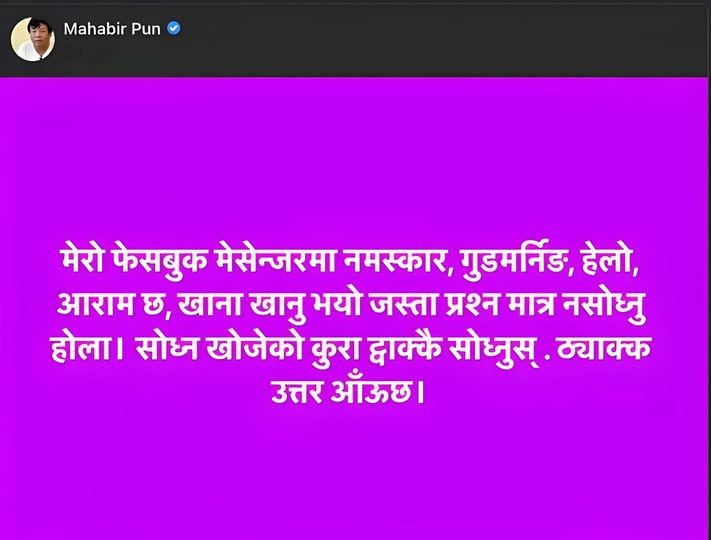 Mahabir Pun
मेरो फेसबुक मेसेन्जरमा नमस्कार, गुडमर्निङ, हेलो,
आराम छ, खाना खानु भयो जस्ता प्रश्न मात्र नसोध्नु
होला। सोध्न खोजेको कुरा ट्वाक्कै सोध्नुस् . ठ्याक्क
उत्तर आँऊछ।